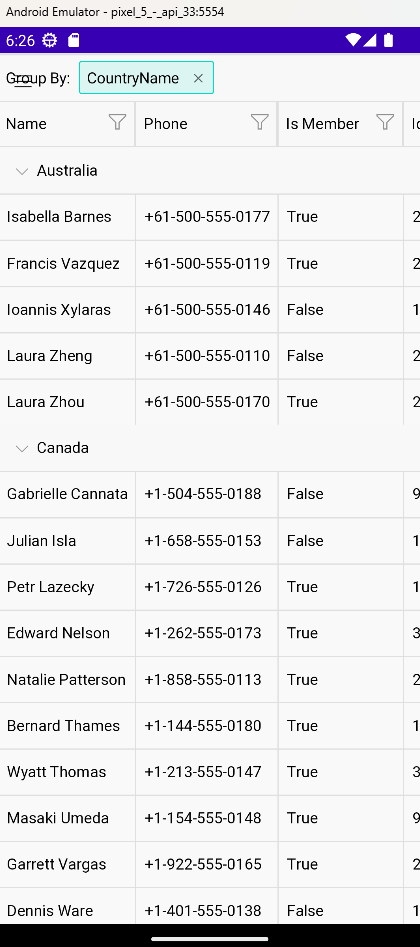 Android Emulator - pixel_5_-_api_33:5554
6:26
Group By: CountryName
Name Phone Is Member
Australia
Isabella Barnes +61-500-555-0177 True 2
Francis Vazquez +61-500-555-0119 True 2
Ioannis Xylaras +61-500-555-0146 False 1
Laura Zheng +61-500-555-0110 False 2
Laura Zhou +61-500-555-0170 True 2
Canada
Gabrielle Cannata +1-504-555-0188 False 9
Julian Isla +1-658-555-0153 False 1
Petr Lazecky +1-726-555-0126 True 1
Edward Nelson +1-262-555-0173 True 3
Natalie Patterson +1-858-555-0113 True 2
Bernard Thames +1-144-555-0180 True 1
Wyatt Thomas +1-213-555-0147 True 3
Masaki Umeda +1-154-555-0148 True 9
Garrett Vargas +1-922-555-0165 True 2
Dennis Ware +1-401-555-0138 False 1